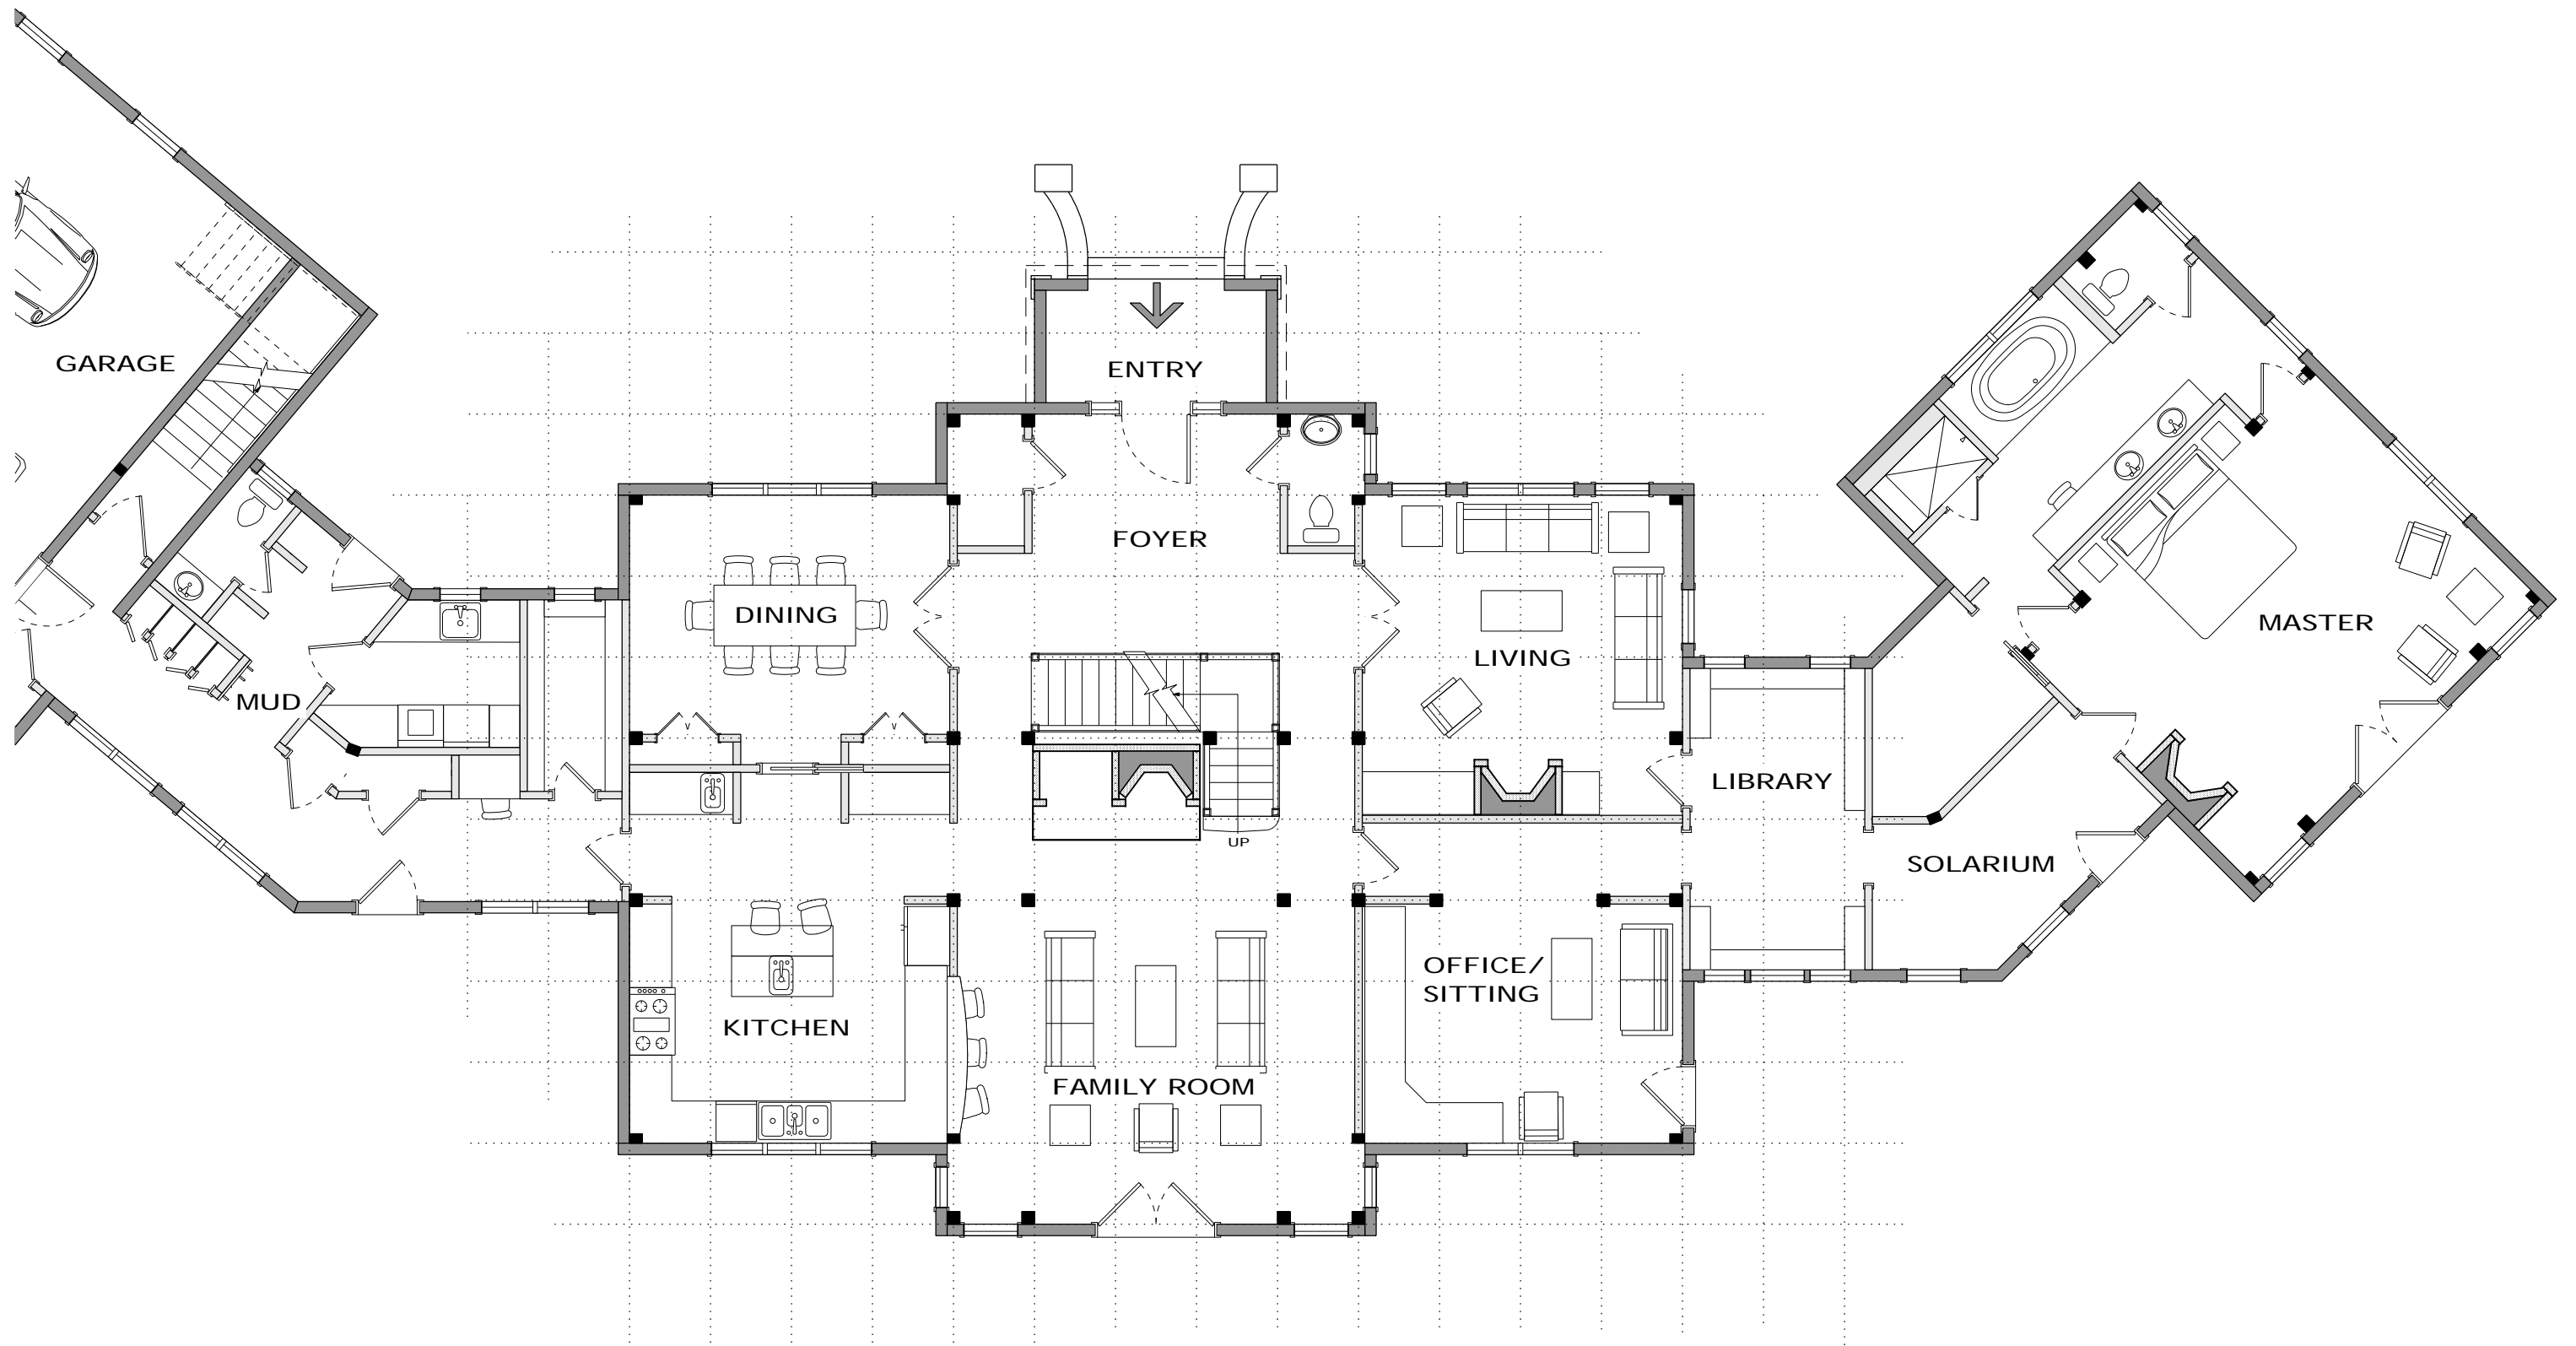 GARAGE
ENTRY
FOYER
DINING
MASTER
LIVING
MUD
LIBRARY
UP
SOLARIUM
OFFICE/
SITTING
KITCHEN
FAMILY ROOM